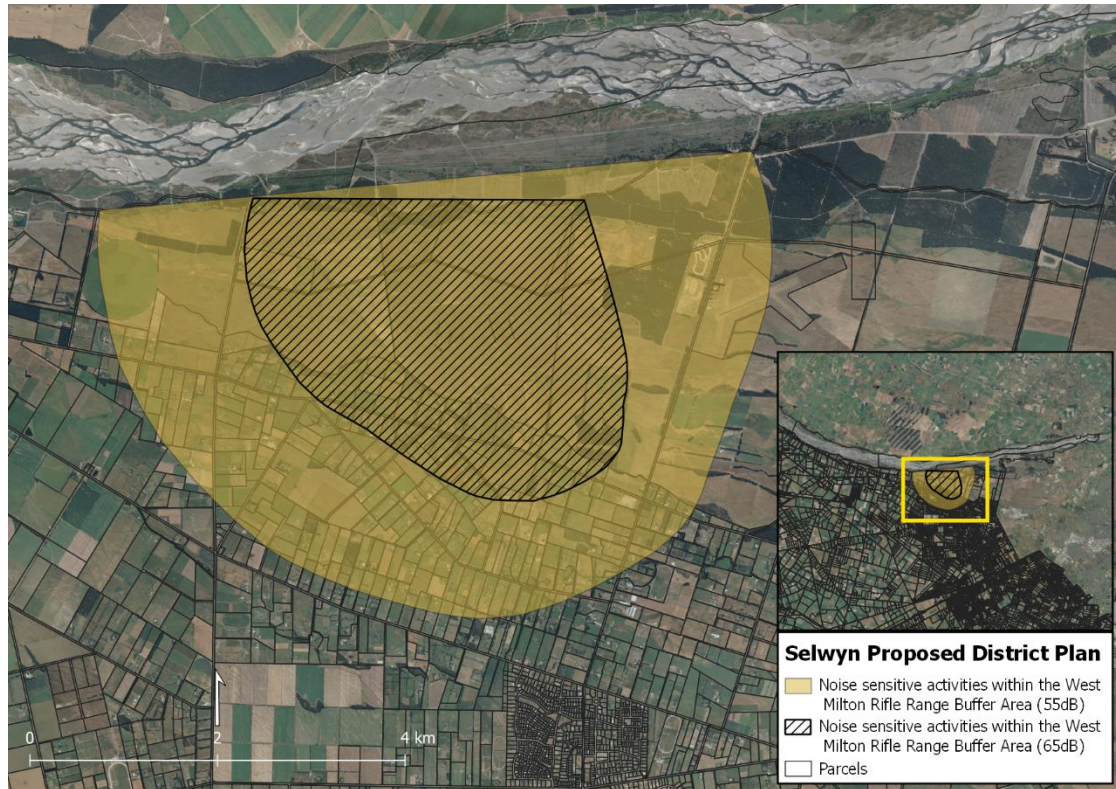 Selwyn Proposed District Plan
Noise sensitive activities within the West
Milton Rifle Range Buffer Area (55dB)
Noise sensitive activities within the West
Milton Rifle Range Buffer Area (65dB)
Parcels
0 2 4 km